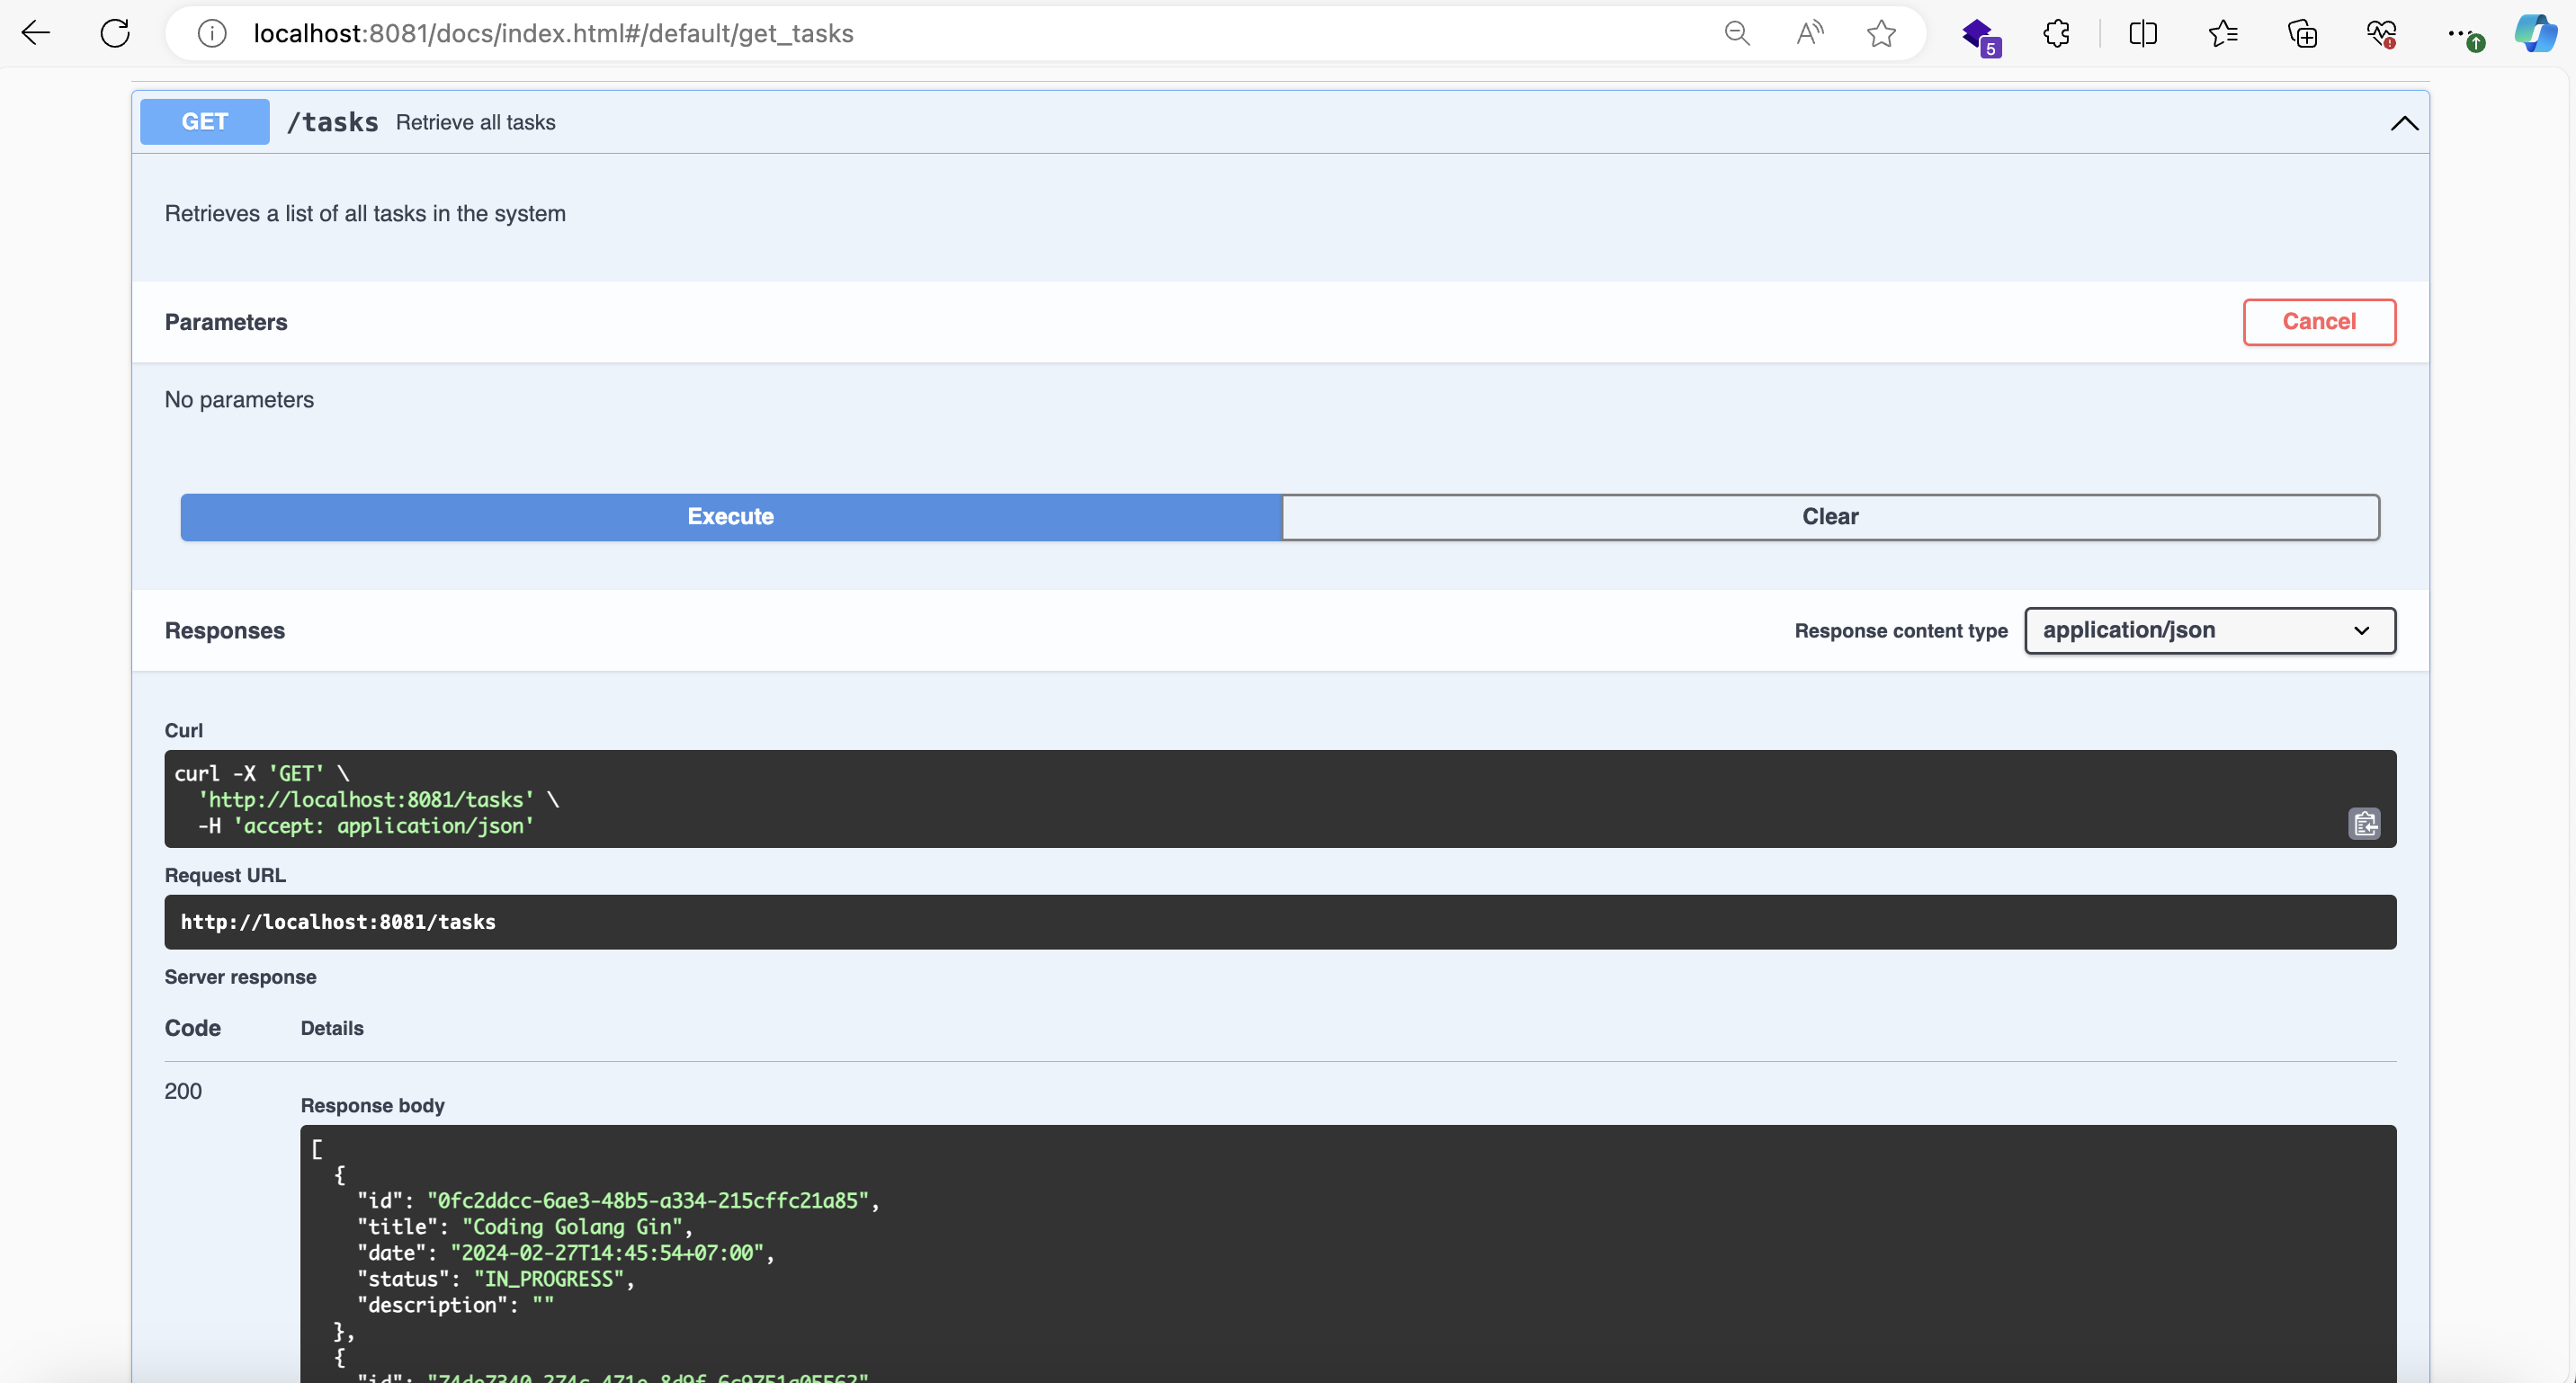 localhost:8081/docs/index.html#/default/get_tasks
5
GET /tasks Retrieve all tasks
Retrieves a list of all tasks in the system
Parameters
Cancel
No parameters
Execute
Clear
Responses
Response content type
application/json
Curl
curl -X 'GET' \
'http://localhost:8081/tasks' \
-H 'accept: application/json'
Request URL
http://localhost:8081/tasks
Server response
Code Details
200
Response body
[
{
"id": "0fc2ddcc-6ae3-48b5-a334-215cffc21a85",
"title": "Coding Golang Gin",
"date": "2024-02-27T14:45:54+07:00",
"status": "IN_PROGRESS",
"description": ""
},
{
"id":